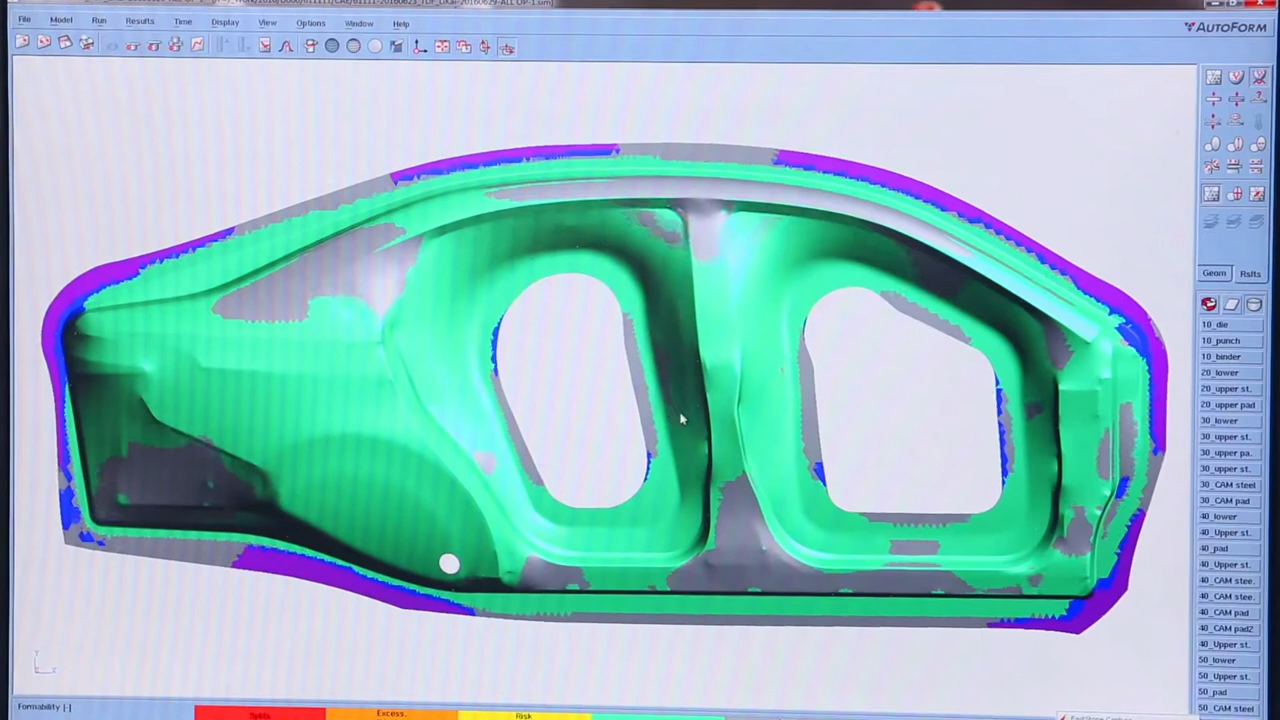 File Model Run Results Time Display View Options Window Help
AUTOFORM
Geom Rslts
10_die
10_punch
10_binder
20_lower
20_upper st.
20_upper pad
30_lower
30_upper st.
30_upper pa.
30_upper st.
30_CAM steel
30_CAM pad
40_lower
40_Upper st.
40_pad
40_Upper st.
40_CAM stee.
40_CAM stee.
40_CAM pad
40_CAM pad2
40_Upper st.
50_lower
50_Upper st.
50_pad
50_CAM steel
Formability [-]
Splits Excess. Risk